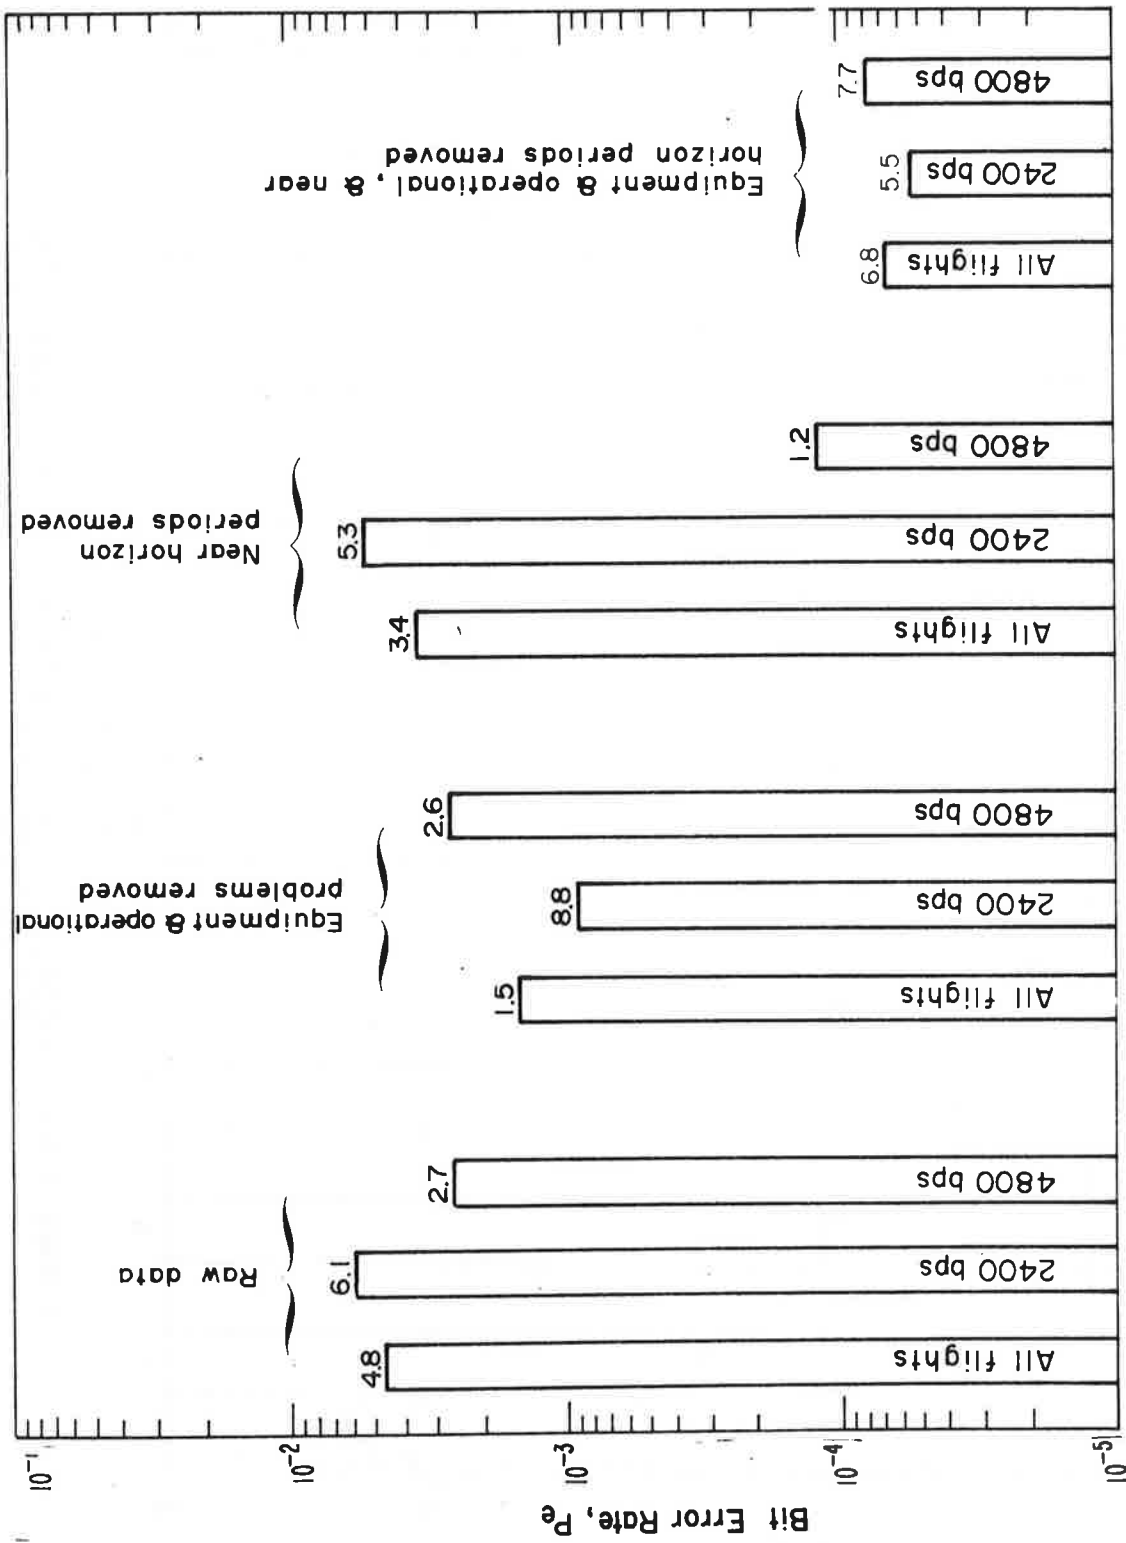 Bit Error Rate, Pe
10⁻¹
10⁻²
10⁻³
10⁻⁴
10⁻⁵
Raw data
4.8
All flights
6.1
2400 bps
2.7
4800 bps
Equipment & operational
problems removed
1.5
All flights
8.8
2400 bps
2.6
4800 bps
Near horizon
periods removed
3.4
All flights
5.3
2400 bps
1.2
4800 bps
Equipment & operational, & near
horizon periods removed
6.8
All flights
5.5
2400 bps
7.7
4800 bps